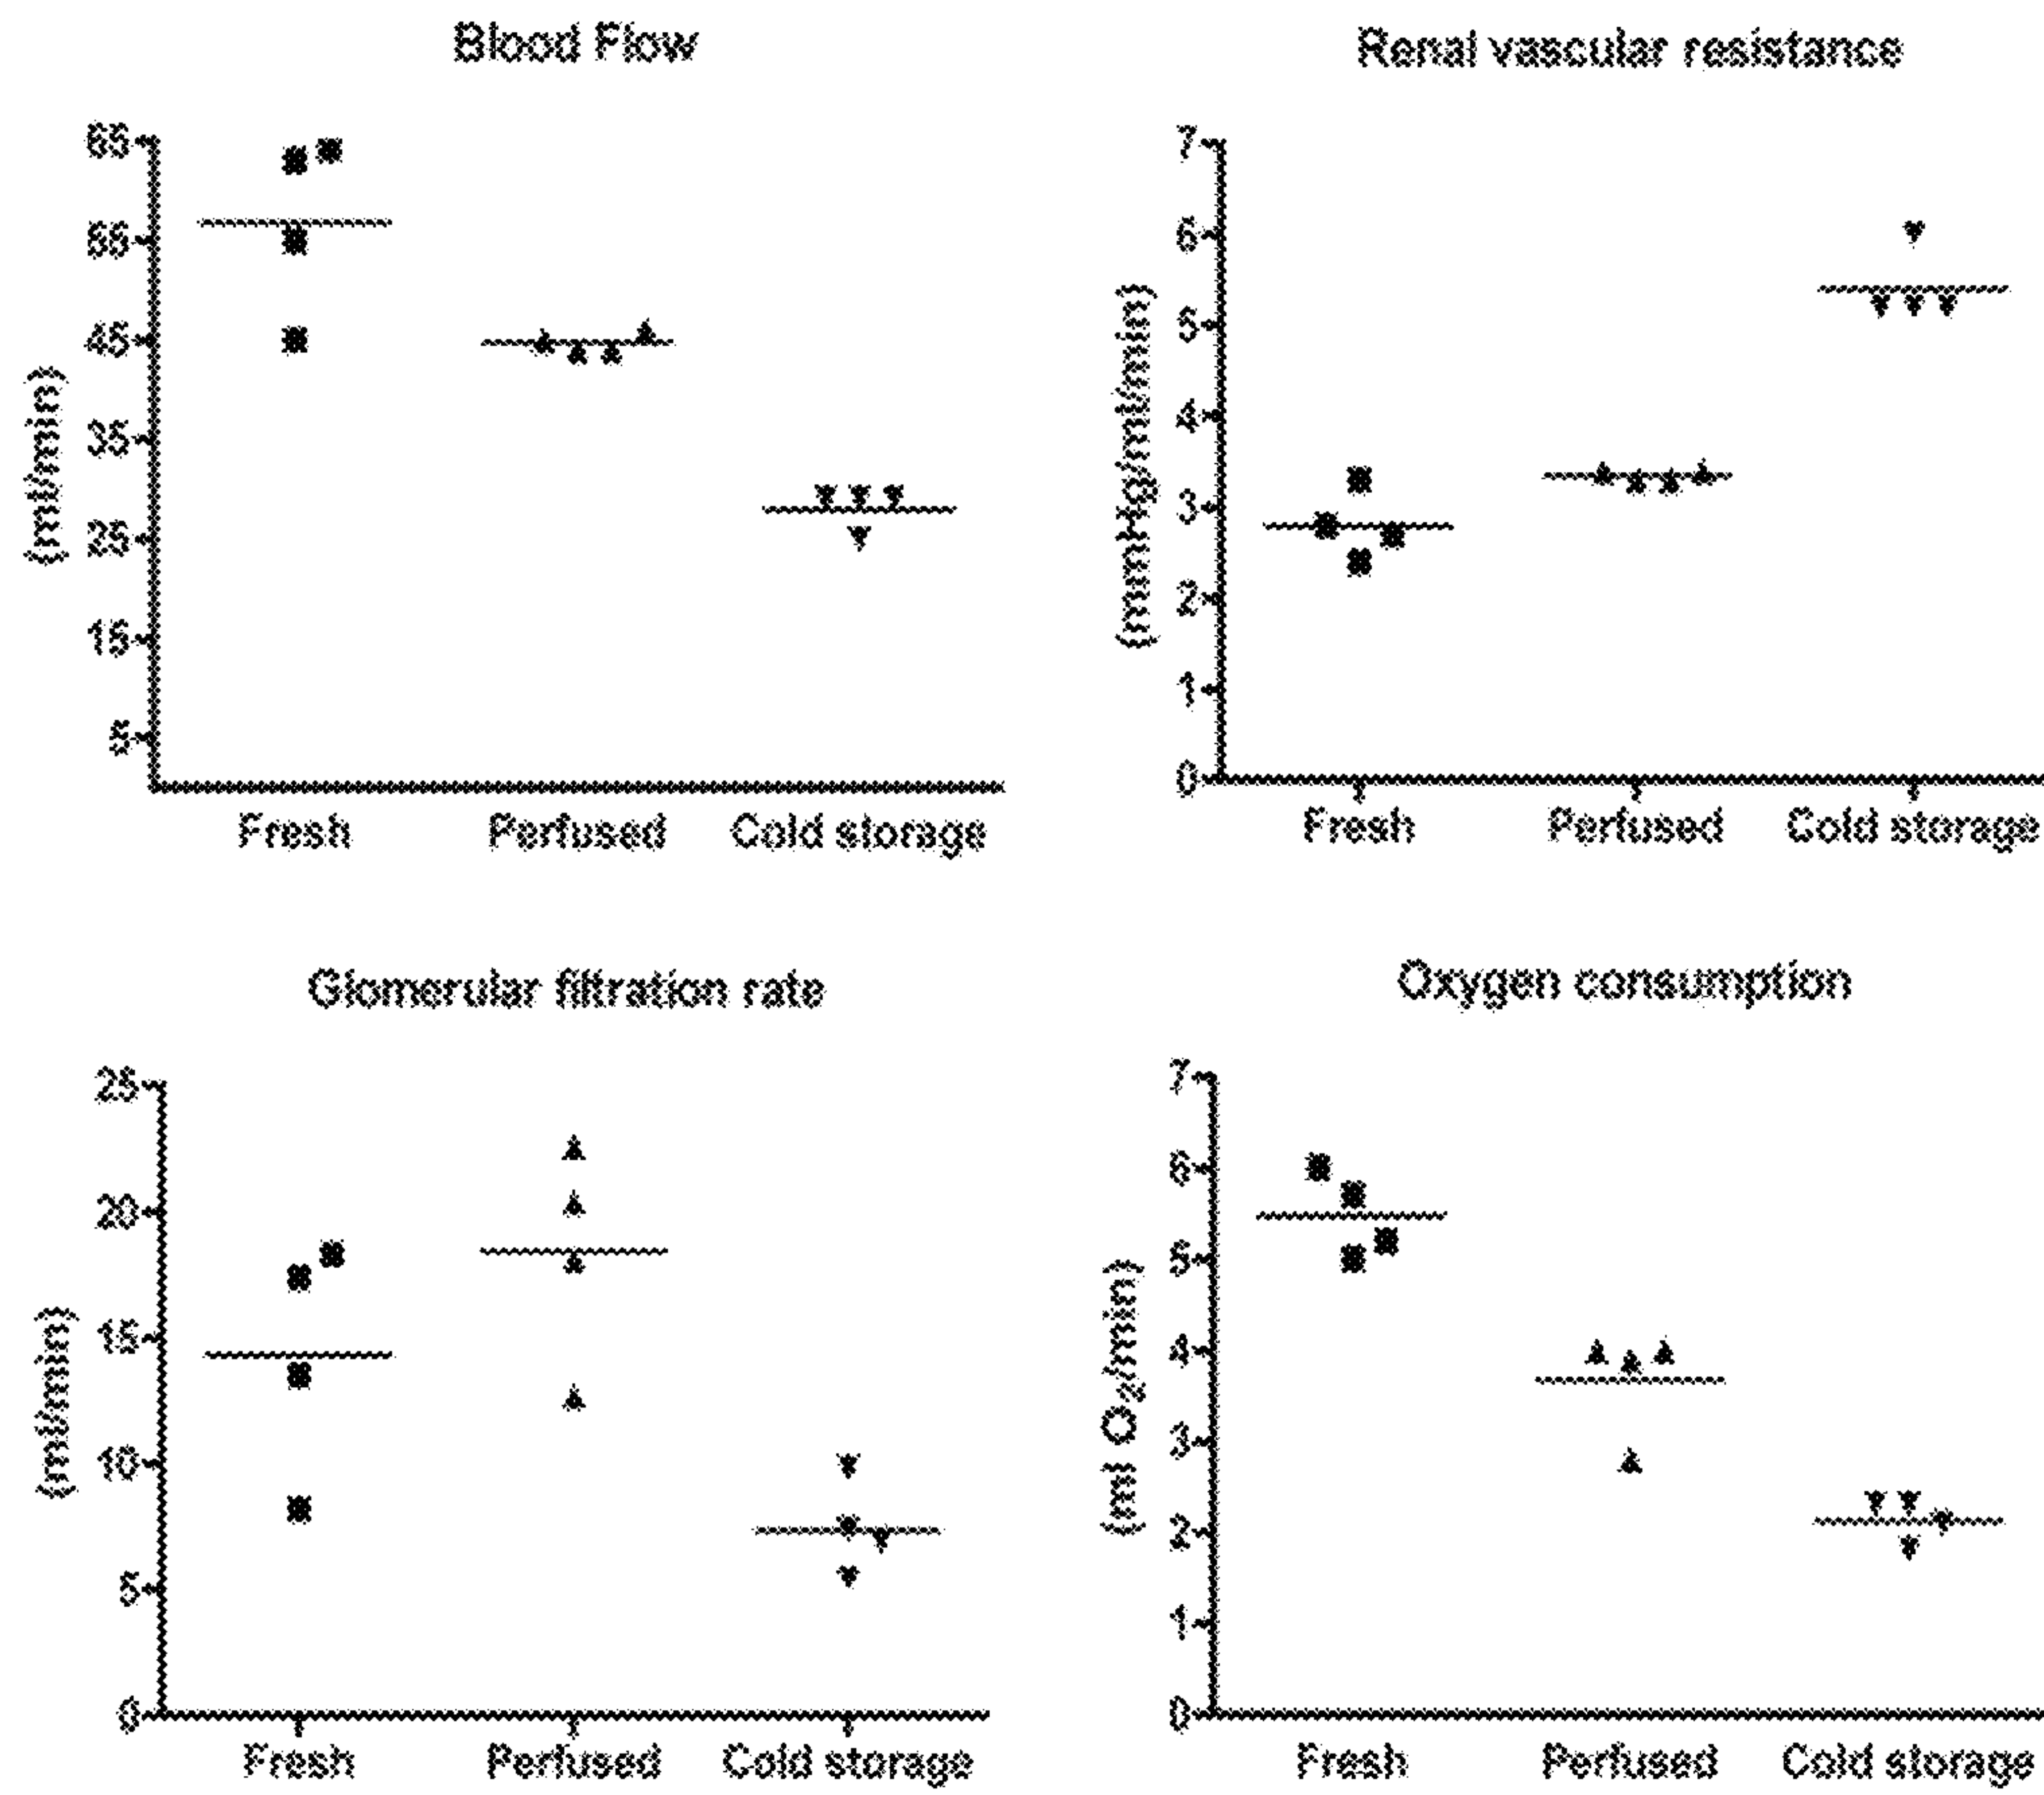 Blood Flow
65
55
45
35
25
15
5
(ml/min)
Fresh Perfused Cold storage
Renal vascular resistance
7
6
5
4
3
2
1
0
(mmHg/ml/min)
Fresh Perfused Cold storage
Glomerular filtration rate
25
20
15
10
5
0
(ml/min)
Fresh Perfused Cold storage
Oxygen consumption
7
6
5
4
3
2
1
0
(ml O₂/min)
Fresh Perfused Cold storage